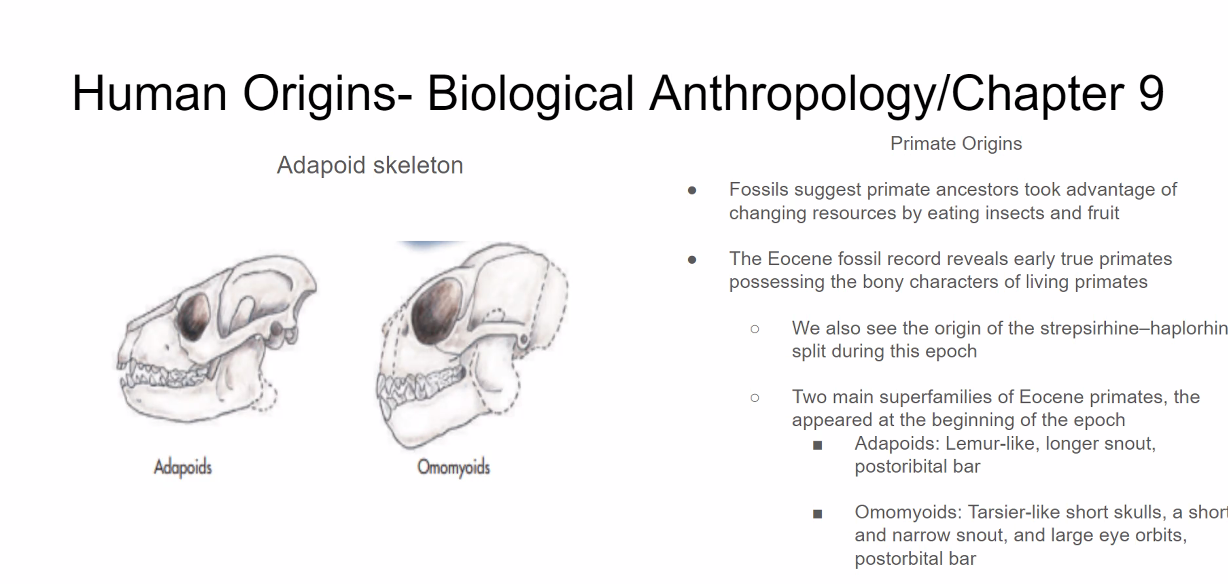 Human Origins- Biological Anthropology/Chapter 9
Adapoid skeleton
Adapoids
Omomyoids
Primate Origins
● Fossils suggest primate ancestors took advantage of
changing resources by eating insects and fruit
● The Eocene fossil record reveals early true primates
possessing the bony characters of living primates
○ We also see the origin of the strepsirhine–haplorhin
split during this epoch
○ Two main superfamilies of Eocene primates, the
appeared at the beginning of the epoch
■ Adapoids: Lemur-like, longer snout,
postoribital bar
■ Omomyoids: Tarsier-like short skulls, a short
and narrow snout, and large eye orbits,
postorbital bar